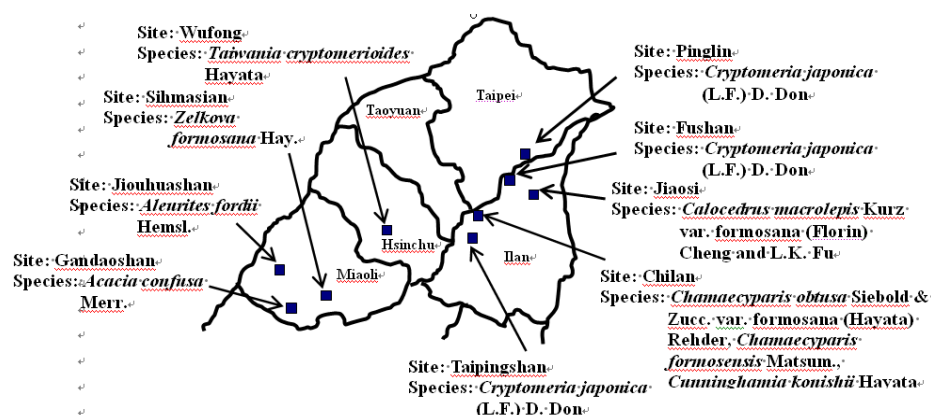 Site: Wufong
Species: Taiwania cryptomerioides
Hayata
Site: Sihmasian
Species: Zelkova
formosana Hay.
Site: Jiouhuashan
Species: Aleurites fordii
Hemsl.
Site: Gandaoshan
Species: Acacia confusa
Merr.
Taoyuan
Taipei
Hsinchu
Miaoli
Ilan
Site: Pinglin
Species: Cryptomeria japonica
(L.F.) D. Don
Site: Fushan
Species: Cryptomeria japonica
(L.F.) D. Don
Site: Jiaosi
Species: Calocedrus macrolepis Kurz
var. formosana (Florin)
Cheng and L.K. Fu
Site: Chilan
Species: Chamaecyparis obtusa Siebold &
Zucc. var. formosana (Hayata)
Rehder, Chamaecyparis
formosensis Matsum.,
Cunninghamia konishii Hayata
Site: Taipingshan
Species: Cryptomeria japonica
(L.F.) D. Don